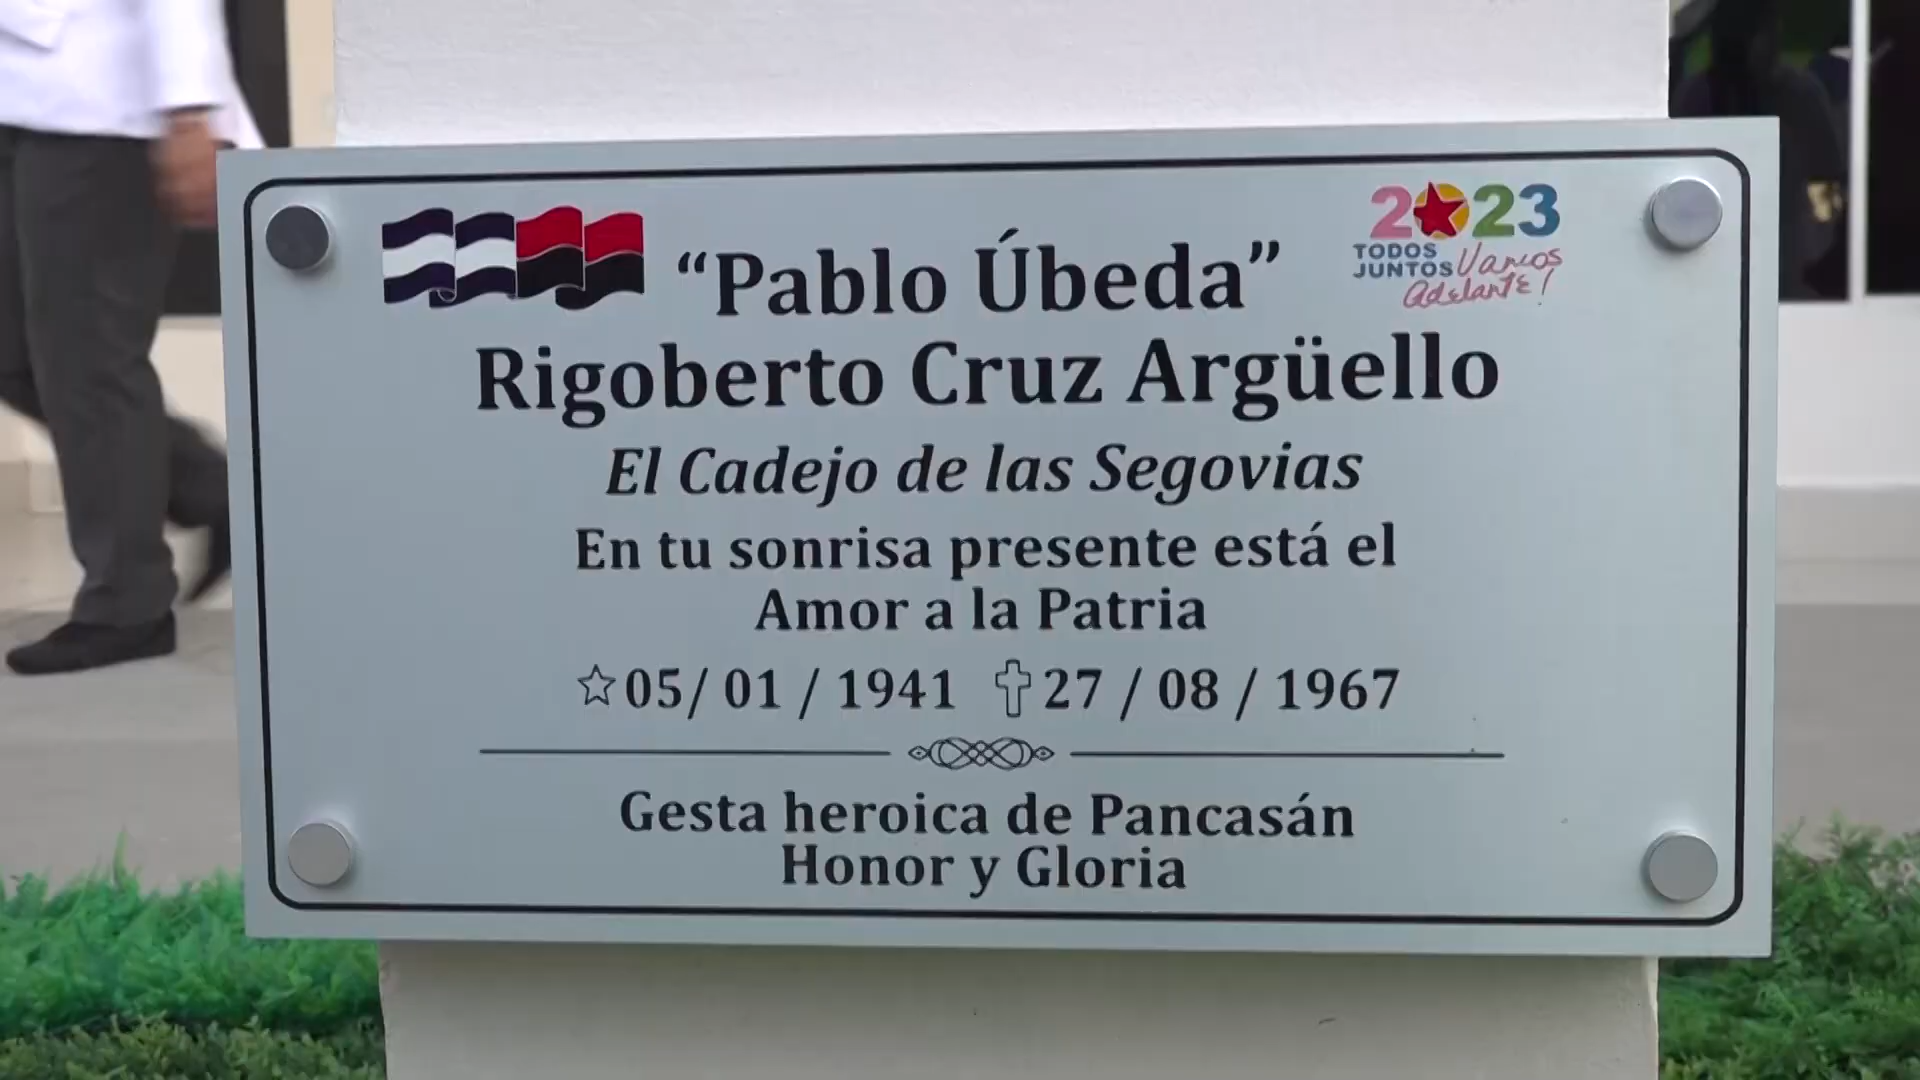 “Pablo Úbeda”
2023
TODOS
JUNTOS Vamos
Adelante!
Rigoberto Cruz Argüello
El Cadejo de las Segovias
En tu sonrisa presente está el
Amor a la Patria
05/ 01 / 1941 27 / 08 / 1967
Gesta heroica de Pancasán
Honor y Gloria